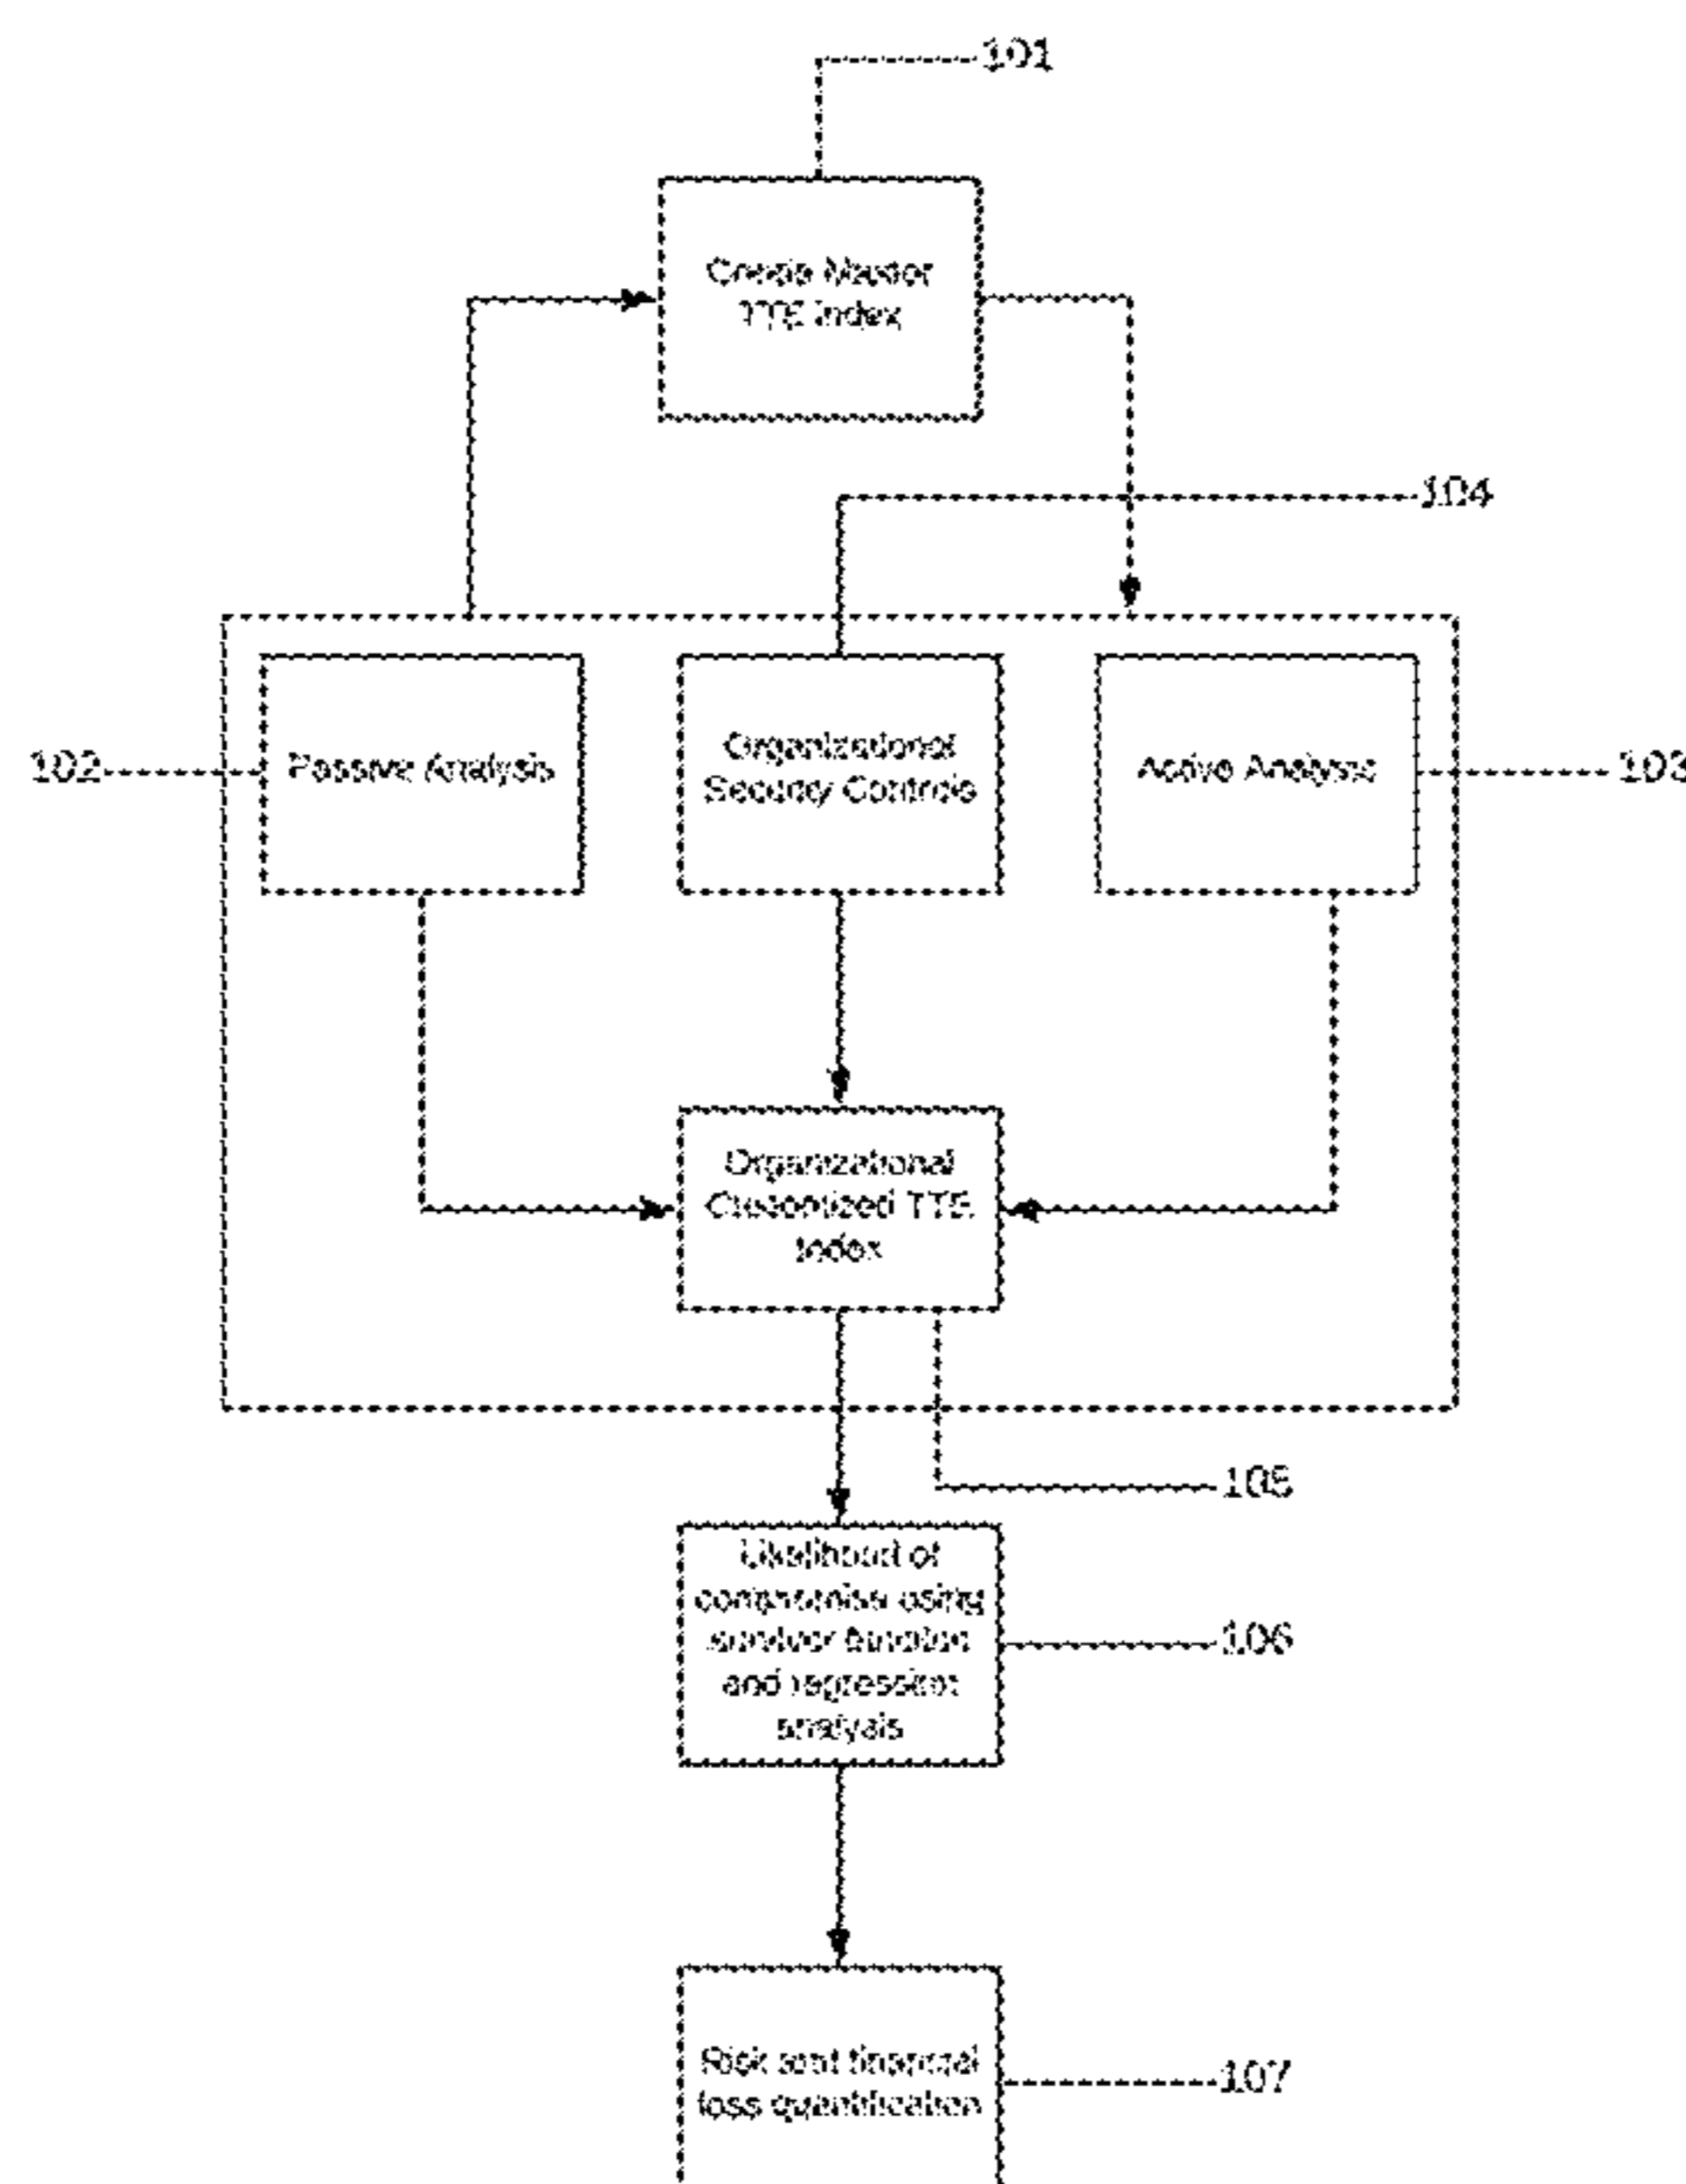 101
Create Master
TTE Index
104
102
Passive Analysis
Organizational
Security Controls
Active Analysis
103
Organizational
Customized TTE
Index
105
Likelihood of
compromise using
survivor function
and regression
analysis
106
Risk and financial
loss quantification
107